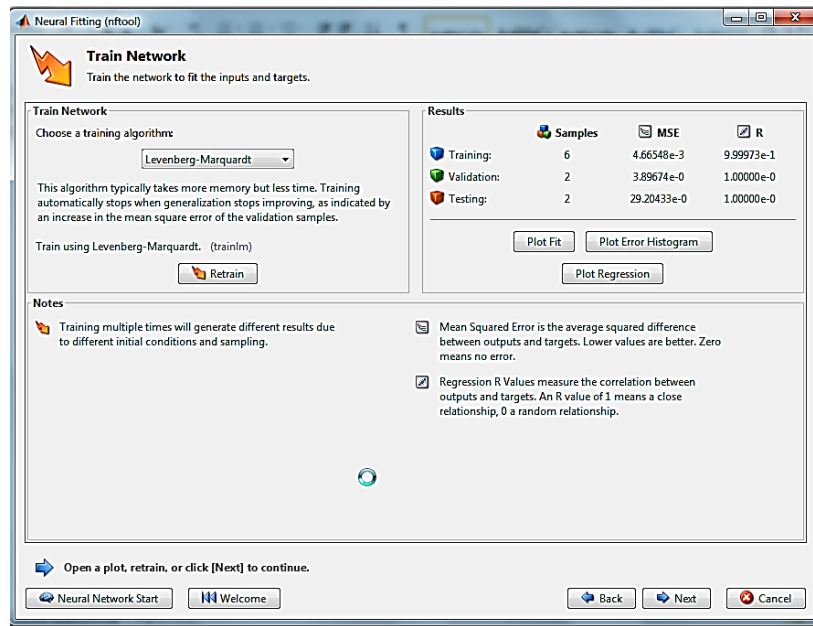 Neural Fitting (nftool)
Train Network
Train the network to fit the inputs and targets.
Train Network
Choose a training algorithm:
Levenberg-Marquardt
This algorithm typically takes more memory but less time. Training
automatically stops when generalization stops improving, as indicated by
an increase in the mean square error of the validation samples.
Train using Levenberg-Marquardt. (trainlm)
Retrain
Results
Samples MSE R
Training: 6 4.66548e-3 9.99973e-1
Validation: 2 3.89674e-0 1.00000e-0
Testing: 2 29.20433e-0 1.00000e-0
Plot Fit Plot Error Histogram
Plot Regression
Notes
Training multiple times will generate different results due
to different initial conditions and sampling.
Mean Squared Error is the average squared difference
between outputs and targets. Lower values are better. Zero
means no error.
Regression R Values measure the correlation between
outputs and targets. An R value of 1 means a close
relationship, 0 a random relationship.
Open a plot, retrain, or click [Next] to continue.
Neural Network Start Welcome Back Next Cancel